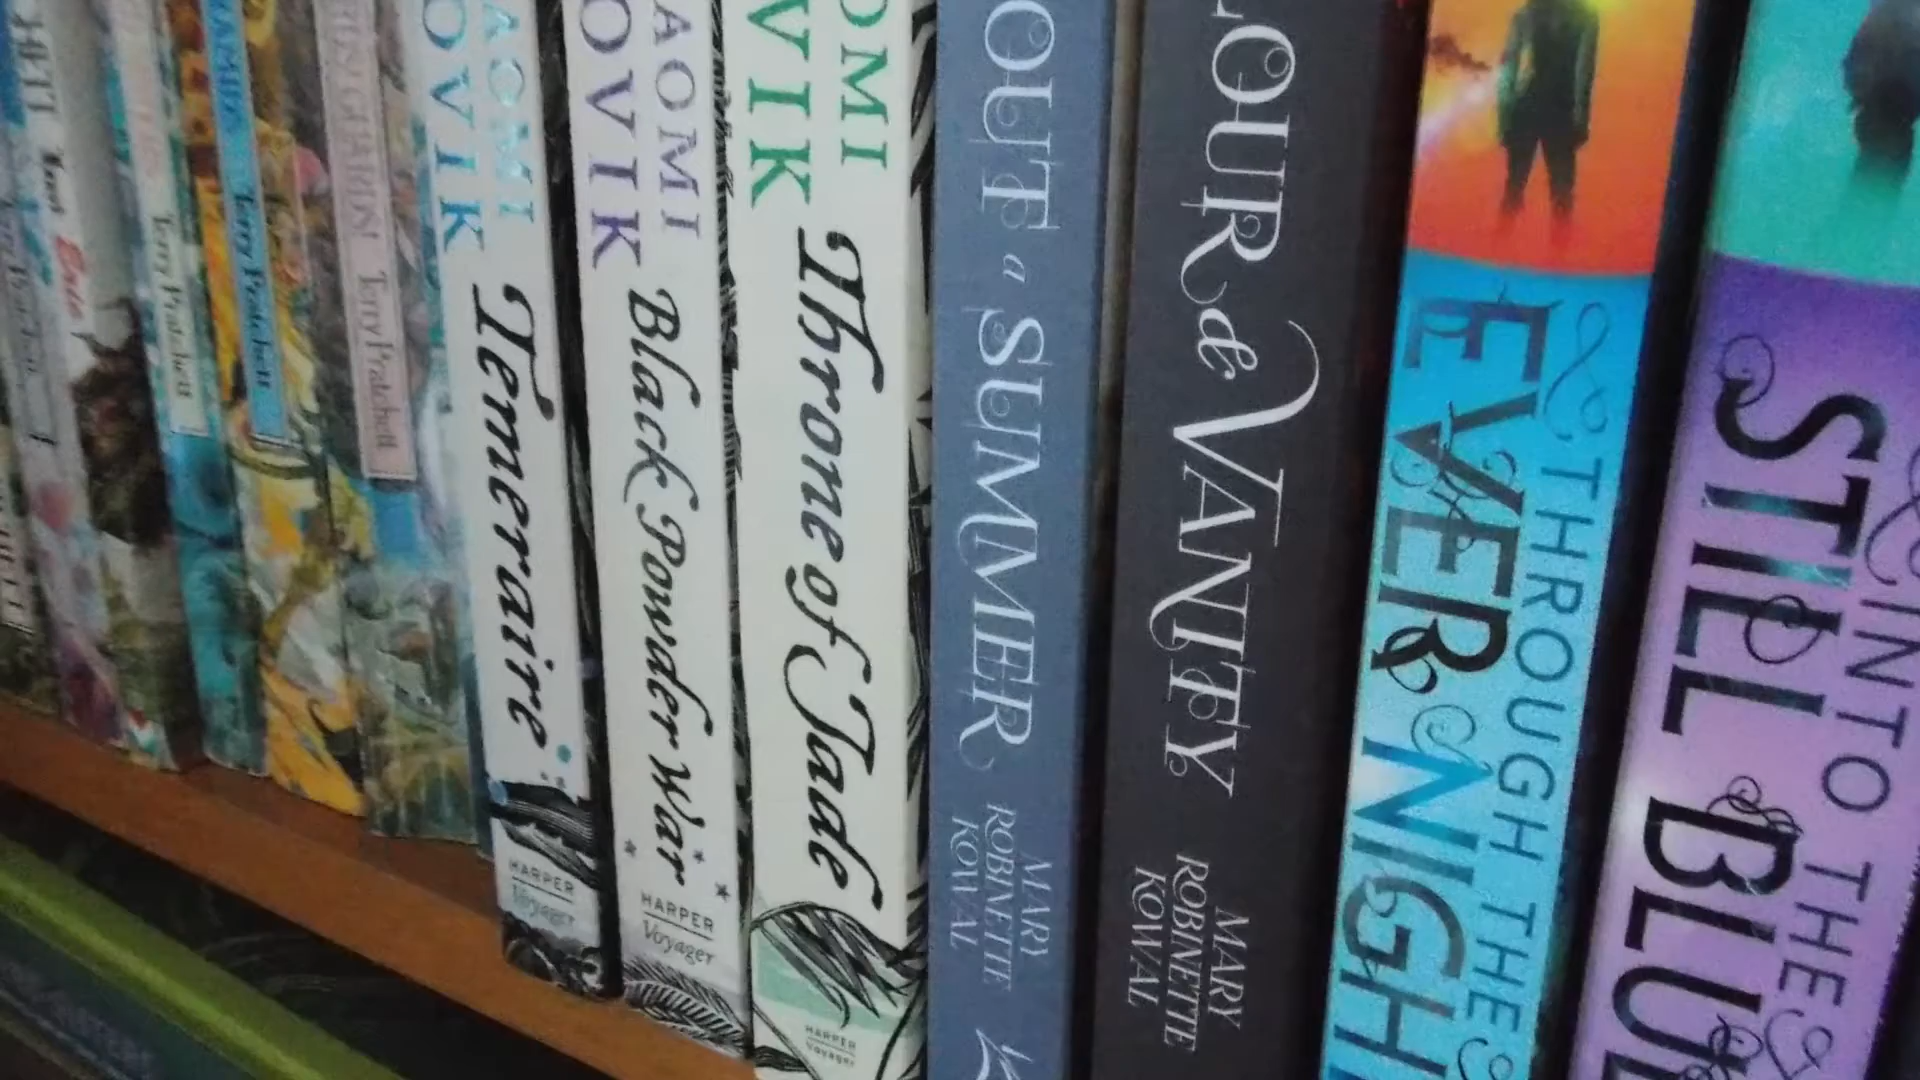 Terry Pratchett
Terry Pratchett
Terry Pratchett
AOMI
OVIK
Temeraire
HARPER
Voyager
AOMI
OVIK
Black Powder War
HARPER
Voyager
OMI
VIK
Throne of Jade
HARPER
Voyager
OUT a SUMMER
MARY
ROBINETTE
KOWAL
OUR de VANITY
MARY
ROBINETTE
KOWAL
THROUGH THE
EVER NIGH
INTO THE
STILL BLU